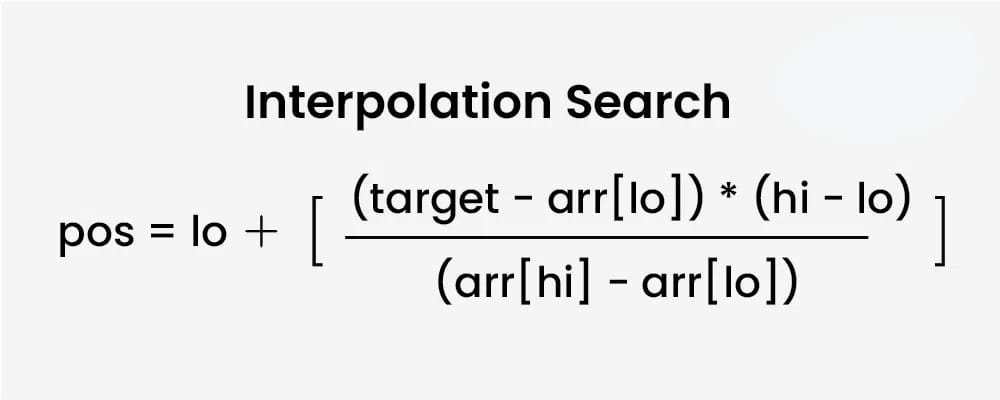 Interpolation Search
(target - arr[lo]) * (hi - lo)
pos = lo + [ ]
(arr[hi] - arr[lo])